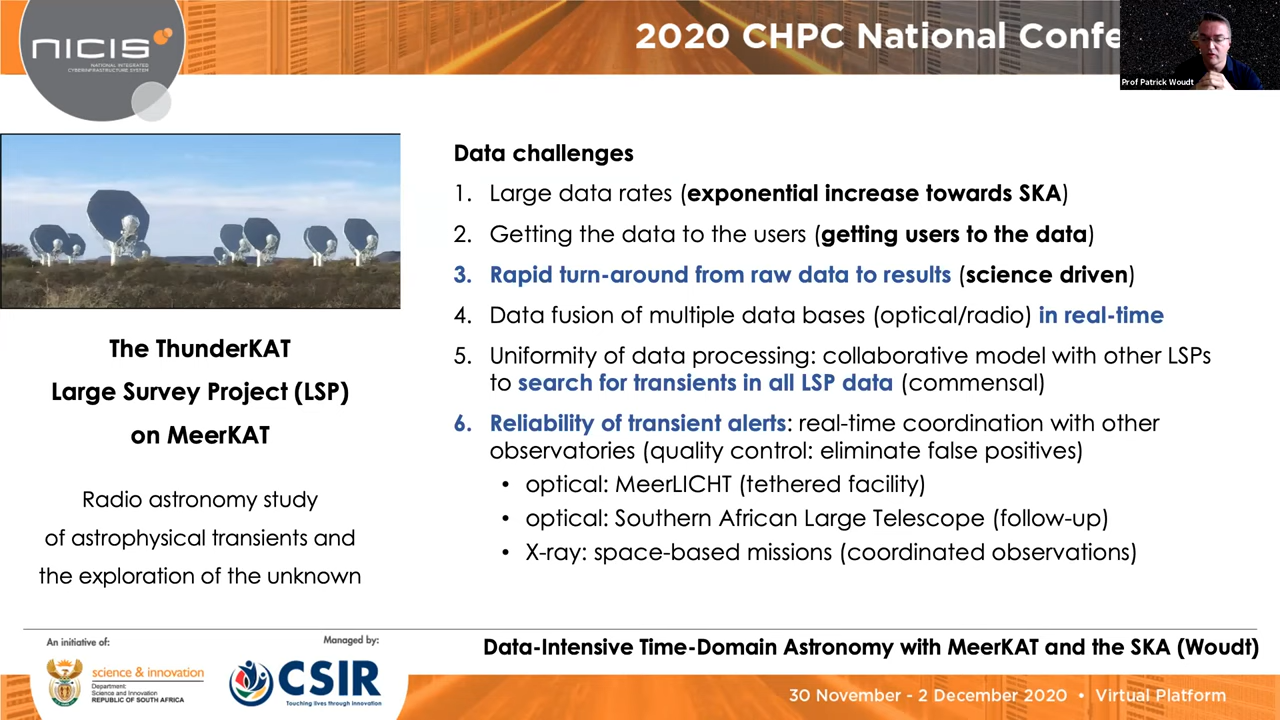 NICIS
NATIONAL INTEGRATED
CYBERINFRASTRUCTURE SYSTEM
2020 CHPC National Confe
Prof Patrick Woudt
The ThunderKAT
Large Survey Project (LSP)
on MeerKAT
Radio astronomy study
of astrophysical transients and
the exploration of the unknown
Data challenges
1. Large data rates (exponential increase towards SKA)
2. Getting the data to the users (getting users to the data)
3. Rapid turn-around from raw data to results (science driven)
4. Data fusion of multiple data bases (optical/radio) in real-time
5. Uniformity of data processing: collaborative model with other LSPs
to search for transients in all LSP data (commensal)
6. Reliability of transient alerts: real-time coordination with other
observatories (quality control: eliminate false positives)
• optical: MeerLICHT (tethered facility)
• optical: Southern African Large Telescope (follow-up)
• X-ray: space-based missions (coordinated observations)
An initiative of:
science & innovation
Department:
Science and Innovation
REPUBLIC OF SOUTH AFRICA
Managed by:
CSIR
Touching lives through innovation
Data-Intensive Time-Domain Astronomy with MeerKAT and the SKA (Woudt)
30 November - 2 December 2020 • Virtual Platform